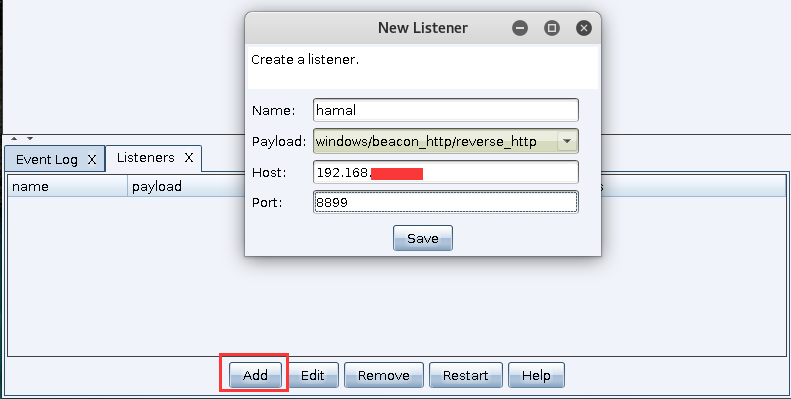 New Listener
Create a listener.
Name: hamal
Payload: windows/beacon_http/reverse_http
Host: 192.168.
Port: 8899
Save
Event Log X Listeners X
name payload s
Add Edit Remove Restart Help